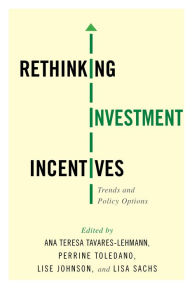 RETHINKING
INVESTMENT
INCENTIVES
Trends and
Policy Options
Edited by
ANA TERESA TAVARES-LEHMANN,
PERRINE TOLEDANO,
LISE JOHNSON, and LISA SACHS